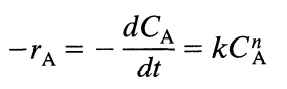 −r_A = − dC_A/dt = kC_A^n